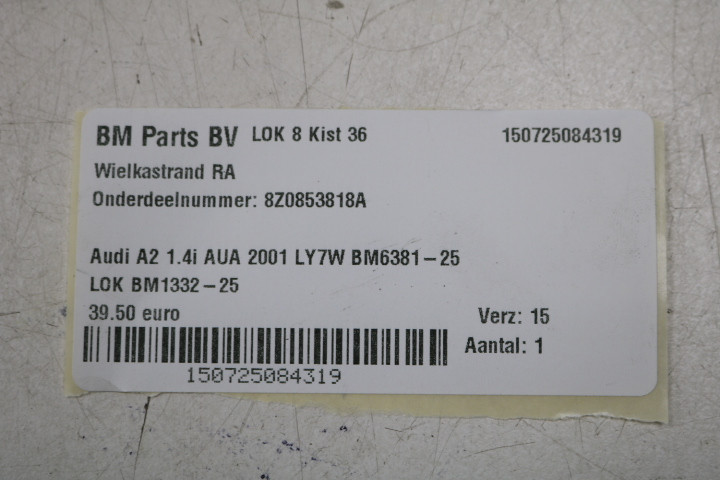 BM Parts BV LOK 8 Kist 36 150725084319
Wielkastrand RA
Onderdeelnummer: 8Z0853818A
Audi A2 1.4i AUA 2001 LY7W BM6381-25
LOK BM1332-25
39.50 euro Verz: 15
Aantal: 1
150725084319